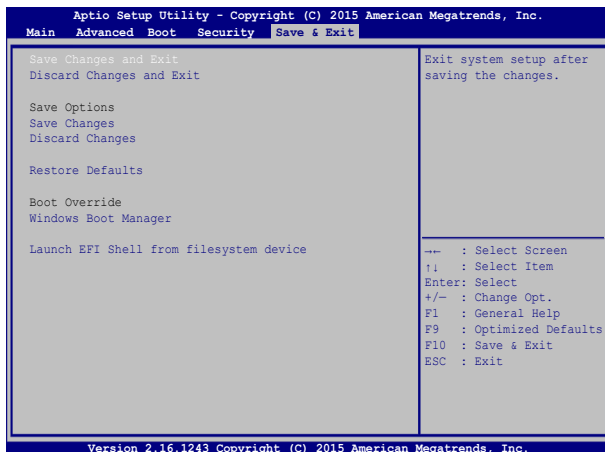 Aptio Setup Utility - Copyright (C) 2015 American Megatrends, Inc.
Main Advanced Boot Security Save & Exit
Save Changes and Exit
Discard Changes and Exit
Save Options
Save Changes
Discard Changes
Restore Defaults
Boot Override
Windows Boot Manager
Launch EFI Shell from filesystem device
Exit system setup after
saving the changes.
→← : Select Screen
↑↓ : Select Item
Enter: Select
+/— : Change Opt.
F1 : General Help
F9 : Optimized Defaults
F10 : Save & Exit
ESC : Exit
Version 2.16.1243 Copyright (C) 2015 American Megatrends, Inc.